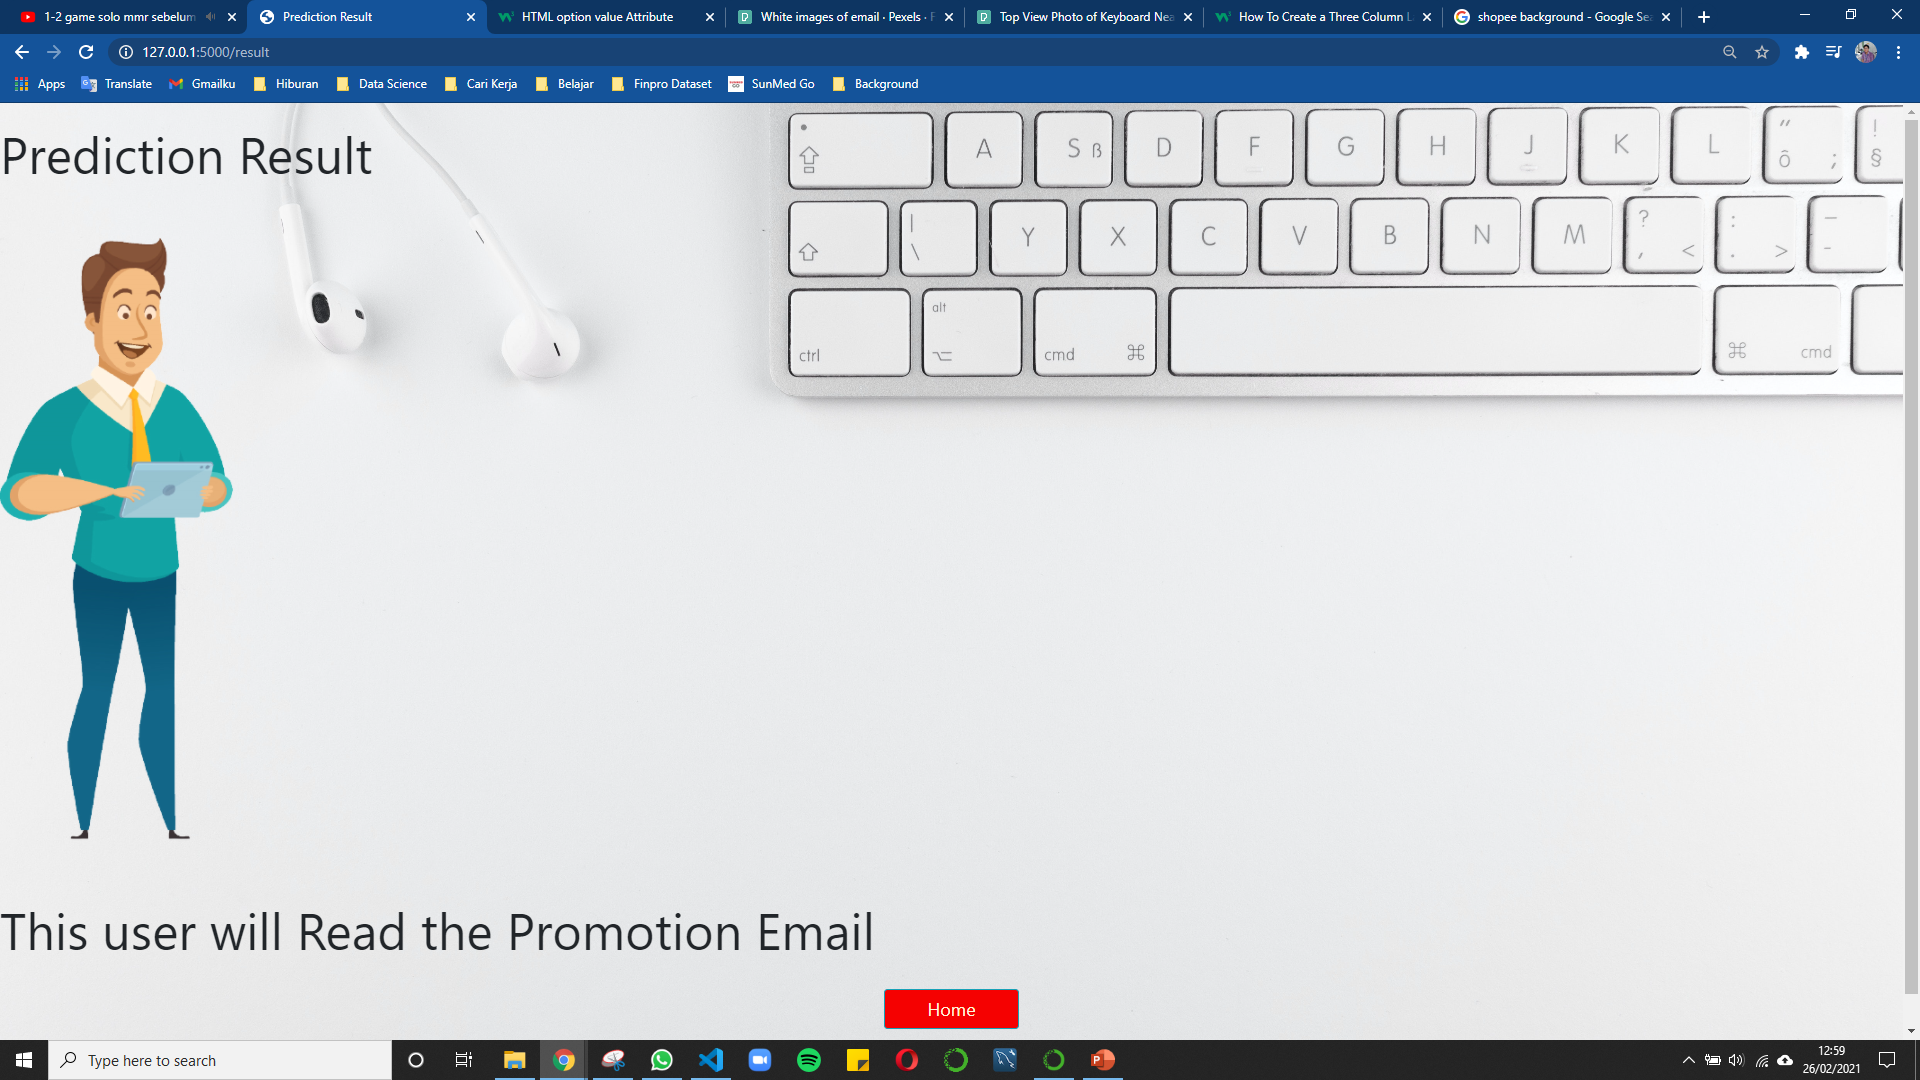 1-2 game solo mmr sebelum
Prediction Result
HTML option value Attribute
White images of email · Pexels · F
Top View Photo of Keyboard Nea
How To Create a Three Column L
shopee background - Google Sea
127.0.0.1:5000/result
Apps
Translate
Gmailku
Hiburan
Data Science
Cari Kerja
Belajar
Finpro Dataset
SunMed Go
Background
Prediction Result
A S ß D F G H J K L ô ; ! §
| \ Y X C V B N M ? , < : . > _ -
ctrl alt cmd ⌘ ⌘ cmd
This user will Read the Promotion Email
Home
Type here to search
12:59
26/02/2021